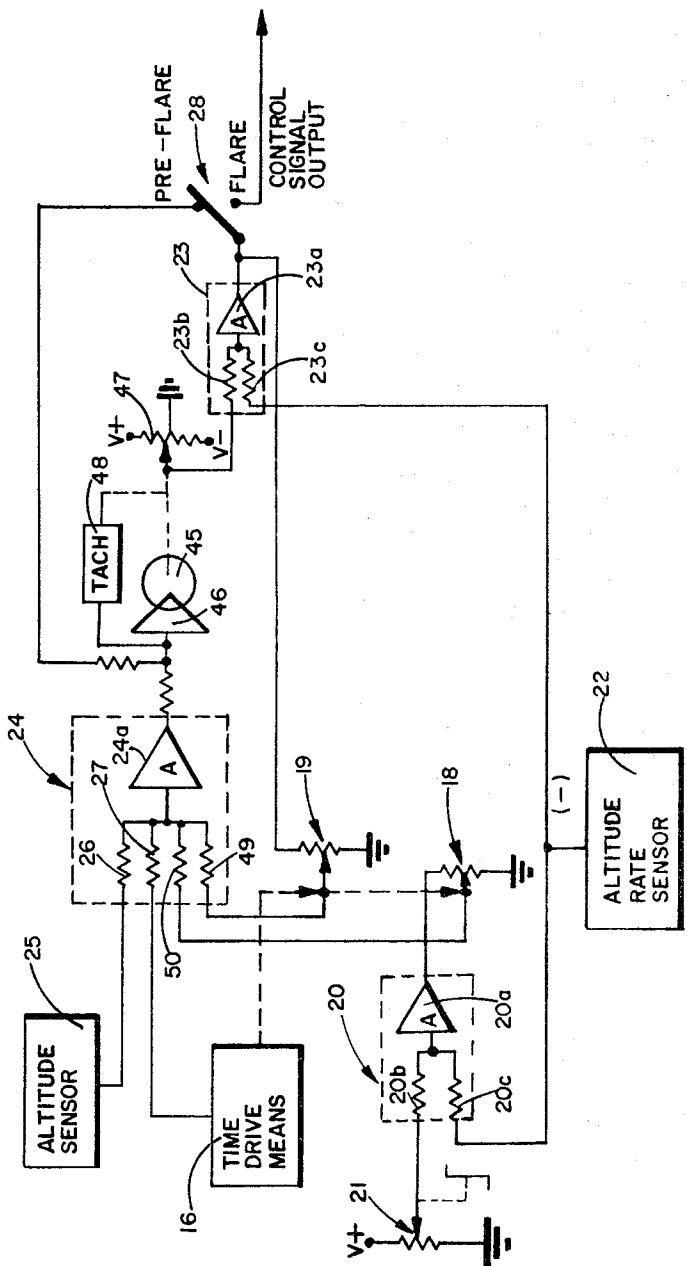 ALTITUDE
SENSOR
25
TIME
DRIVE
MEANS
16
V+
21
20
20b
20c
A
20a
26
27
50
49
24
24a
A
19
18
TACH
48
45
46
47
V+
V-
23
23b
23c
A
23a
PRE-FLARE
28
FLARE
CONTROL
SIGNAL
OUTPUT
(-)
22
ALTITUDE
RATE
SENSOR